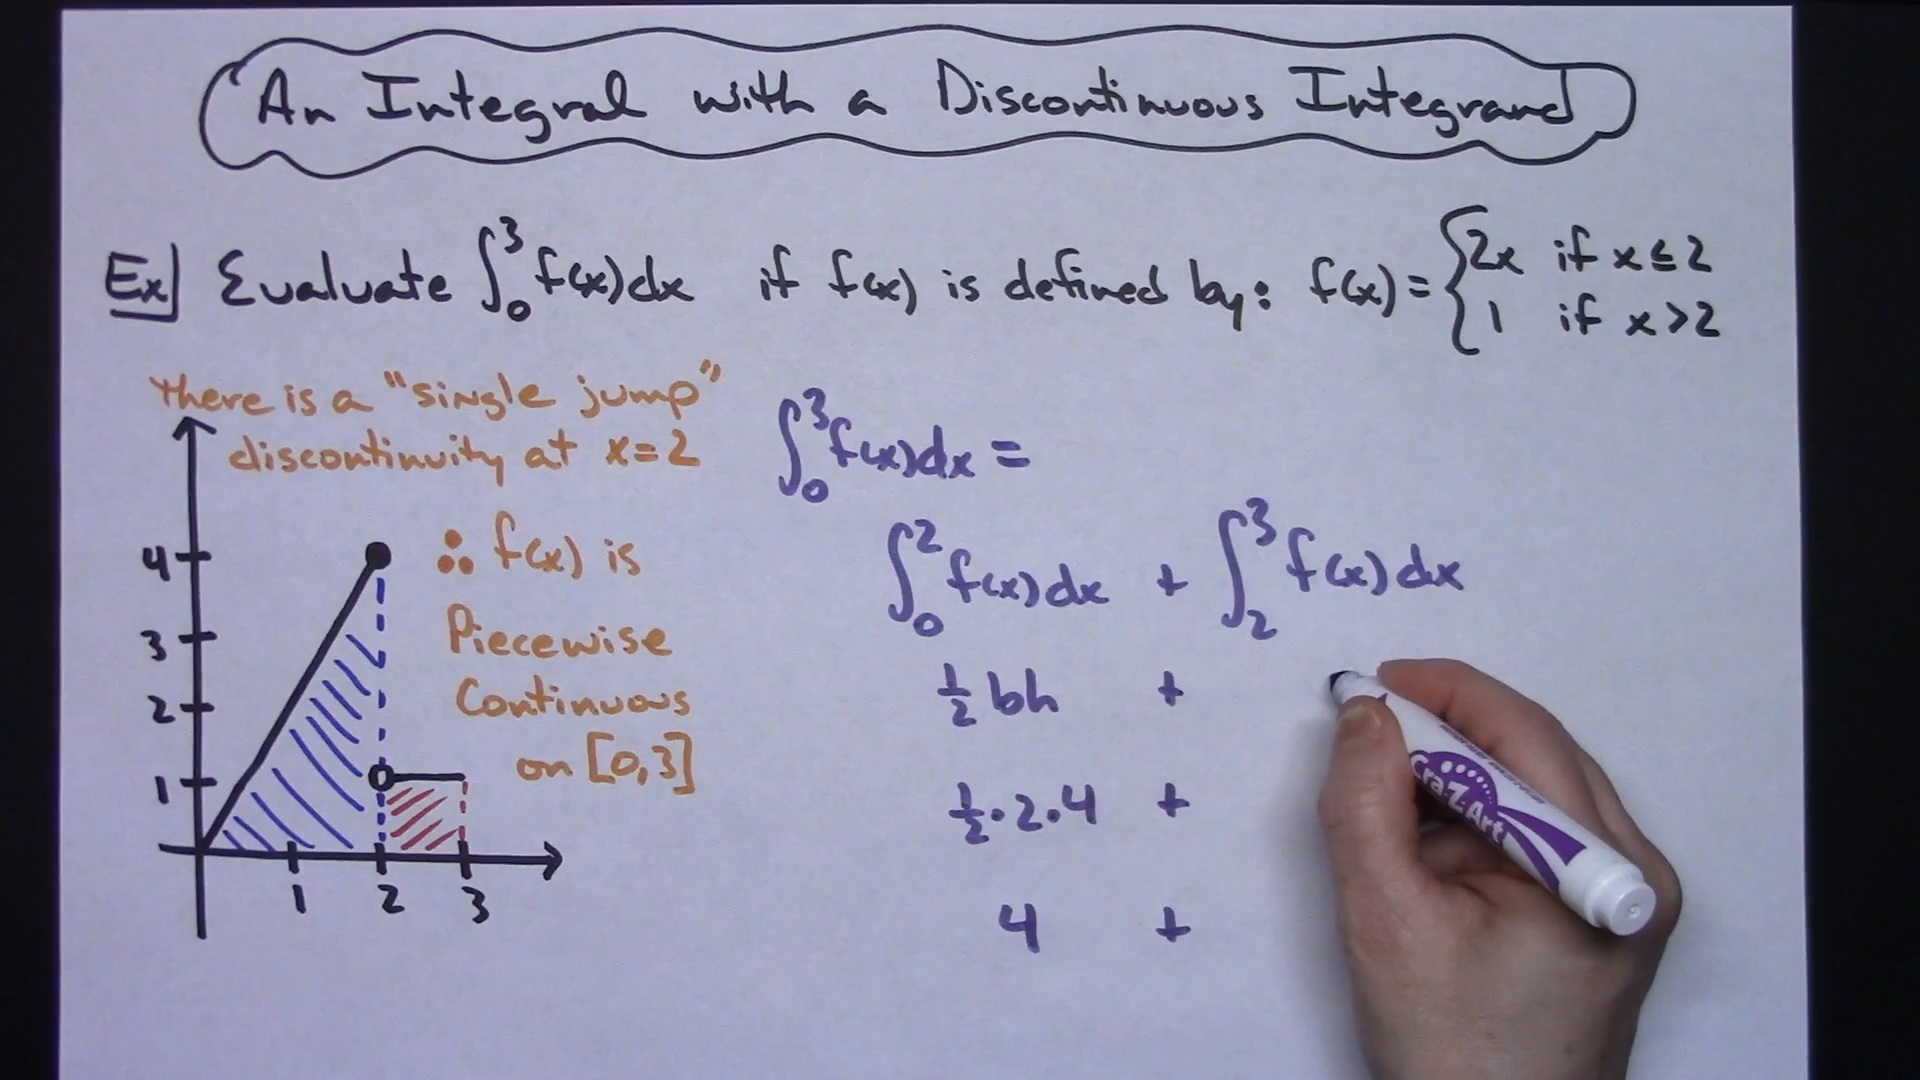 An Integral with a Discontinuous Integrand
Ex Evaluate ∫₀³ f(x)dx if f(x) is defined by: f(x) = { 2x if x ≤ 2
1 if x > 2
there is a "single jump"
discontinuity at x=2
∫₀³ f(x)dx =
∴ f(x) is
Piecewise
Continuous
on [0,3]
4
3
2
1
1 2 3
∫₀² f(x)dx + ∫₂³ f(x)dx
½ bh +
½·2·4 +
4 +
Cra-Z-Art